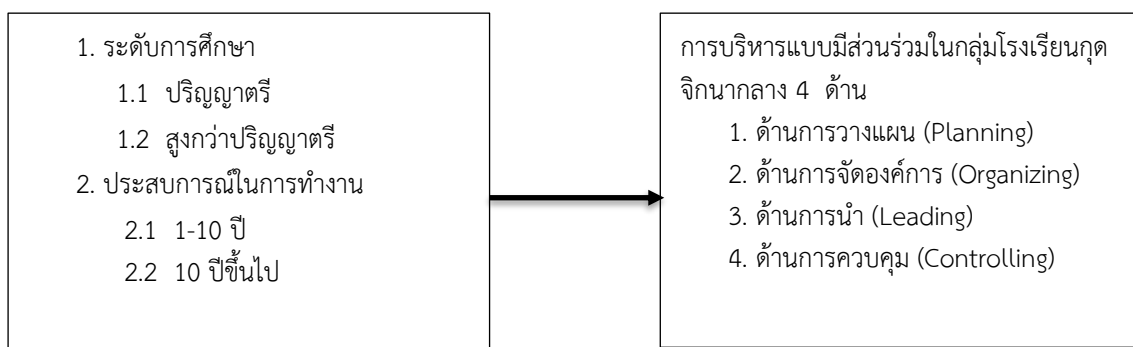 1. ระดับการศึกษา
1.1 ปริญญาตรี
1.2 สูงกว่าปริญญาตรี
2. ประสบการณ์ในการทำงาน
2.1 1-10 ปี
2.2 10 ปีขึ้นไป
การบริหารแบบมีส่วนร่วมในกลุ่มโรงเรียนกุด
จิกนากลาง 4 ด้าน
1. ด้านการวางแผน (Planning)
2. ด้านการจัดองค์การ (Organizing)
3. ด้านการนำ (Leading)
4. ด้านการควบคุม (Controlling)